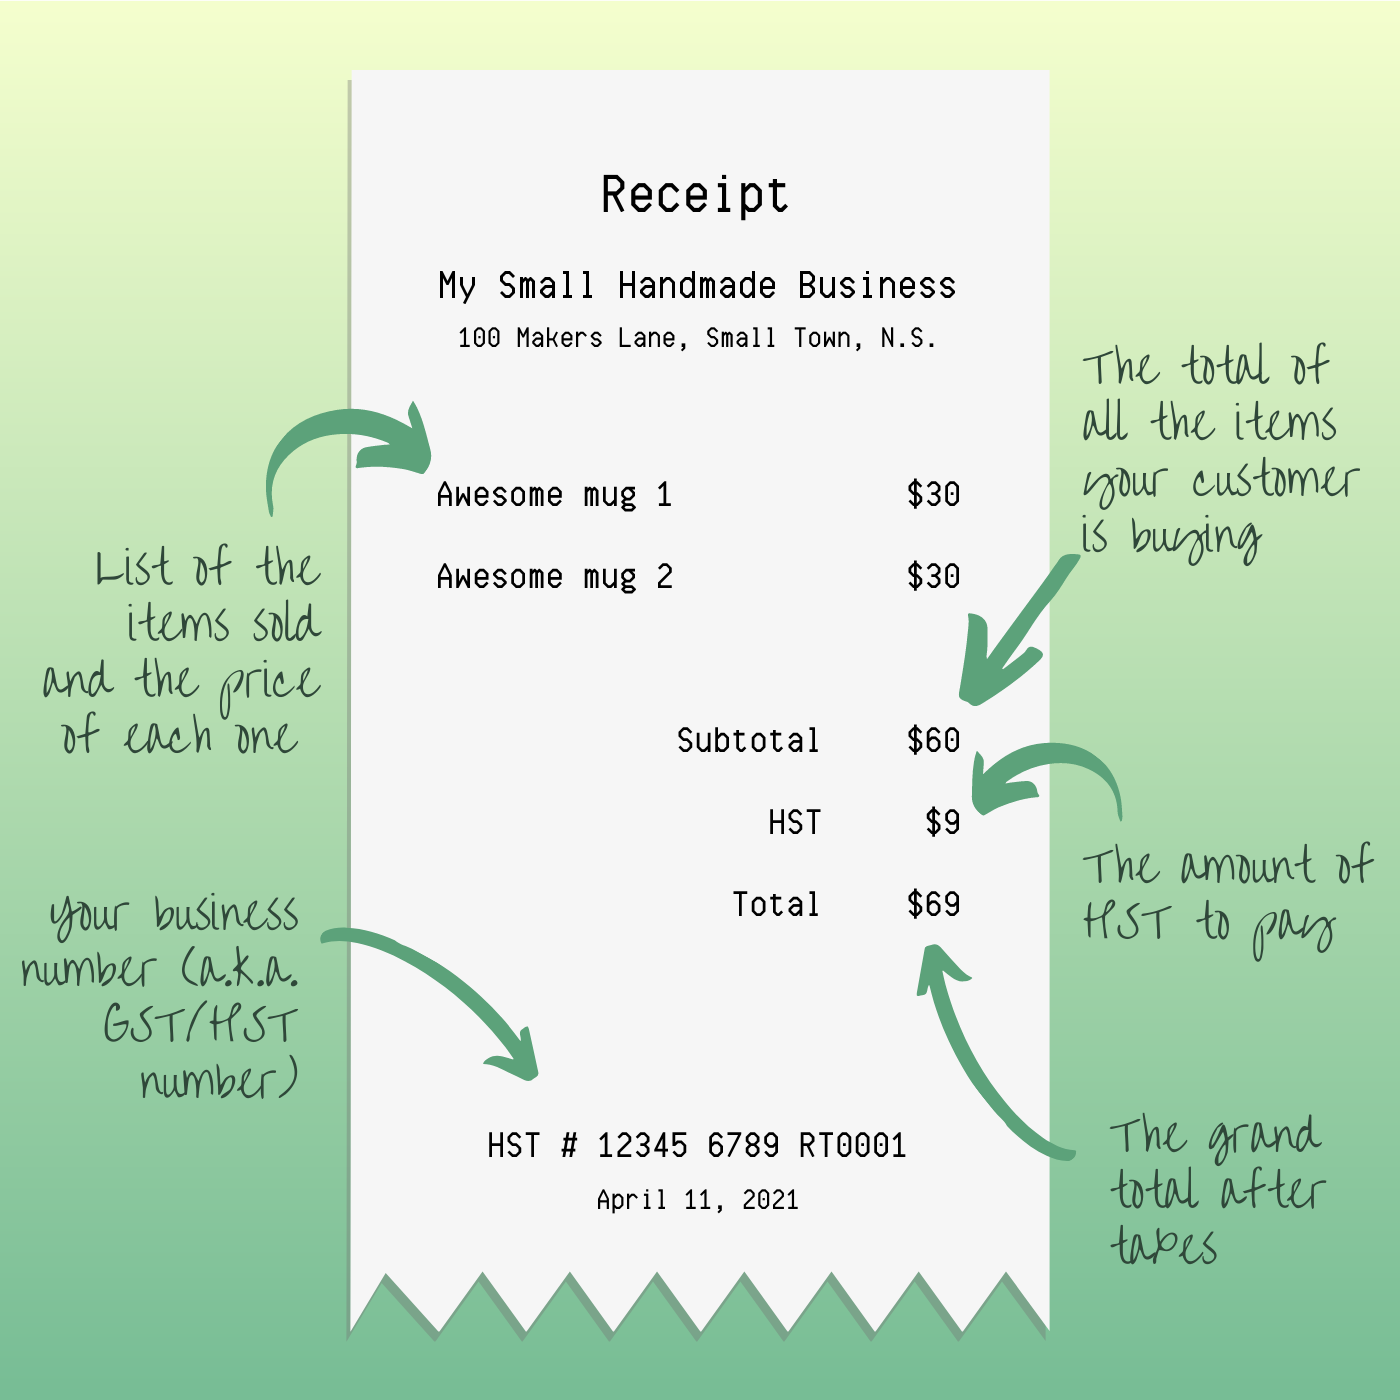 Receipt
My Small Handmade Business
100 Makers Lane, Small Town, N.S.
Awesome mug 1 $30
Awesome mug 2 $30
Subtotal $60
HST $9
Total $69
HST # 12345 6789 RT0001
April 11, 2021
List of the
items sold
and the price
of each one
your business
number (a.k.a.
GST/HST
number)
The total of
all the items
your customer
is buying
The amount of
HST to pay
The grand
total after
taxes